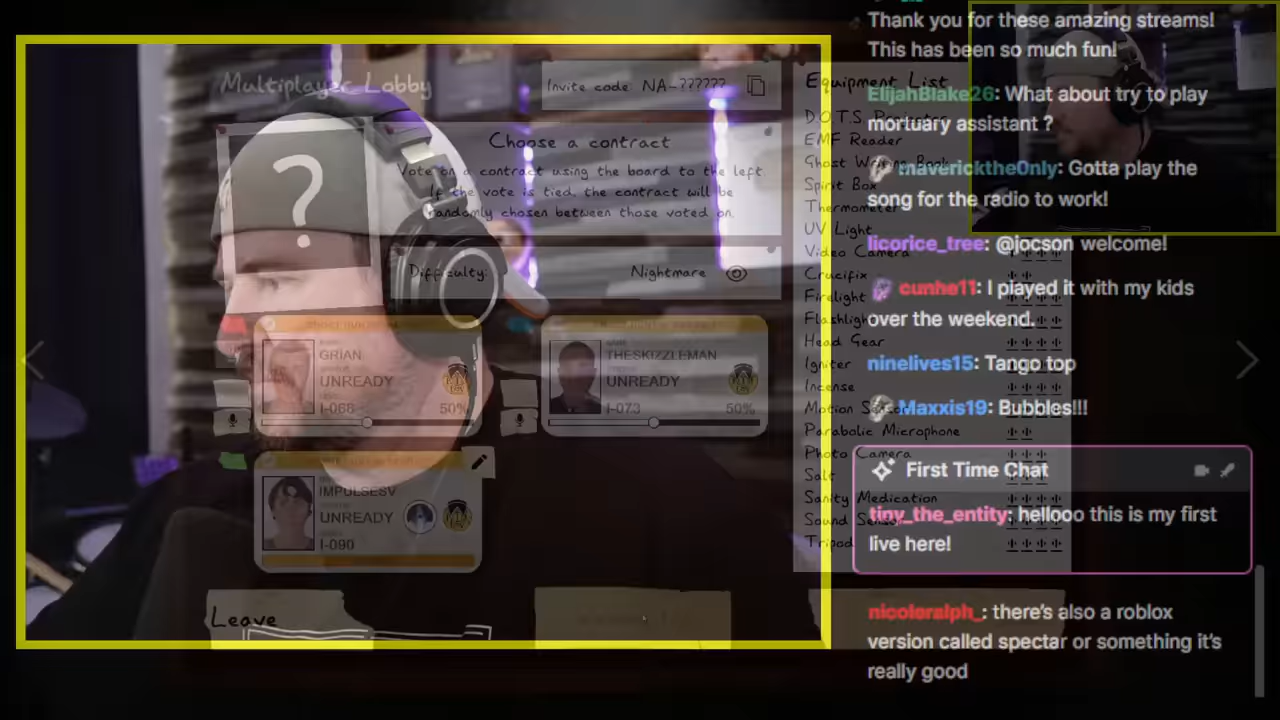 Multiplayer Lobby
Invite code NA-??????
Choose a contract
Vote on a contract using the board to the left.
If the vote is tied, the contract will be
randomly chosen between those voted on.
?
Difficulty:
Nightmare
GRIAN
UNREADY
I-068
50%
THESKIZZLEMAN
UNREADY
I-073
50%
IMPULSESV
UNREADY
I-090
Leave
Equipment List
D.O.T.S. Projector
EMF Reader
Ghost Writing Book
Spirit Box
Thermometer
UV Light
Video Camera
Crucifix
Firelight
Flashlight
Head Gear
Igniter
Incense
Motion Sensor
Parabolic Microphone
Photo Camera
Salt
Sanity Medication
Sound Sensor
Tripod
Thank you for these amazing streams!
This has been so much fun!
ElijahBlake26: What about try to play
mortuary assistant ?
mavericktheOnly: Gotta play the
song for the radio to work!
licorice_tree: @jocson welcome!
cunhe11: I played it with my kids
over the weekend.
ninelives15: Tango top
Maxxis19: Bubbles!!!
First Time Chat
tiny_the_entity: hellooo this is my first
live here!
nicoleralph_: there's also a roblox
version called spectar or something it's
really good